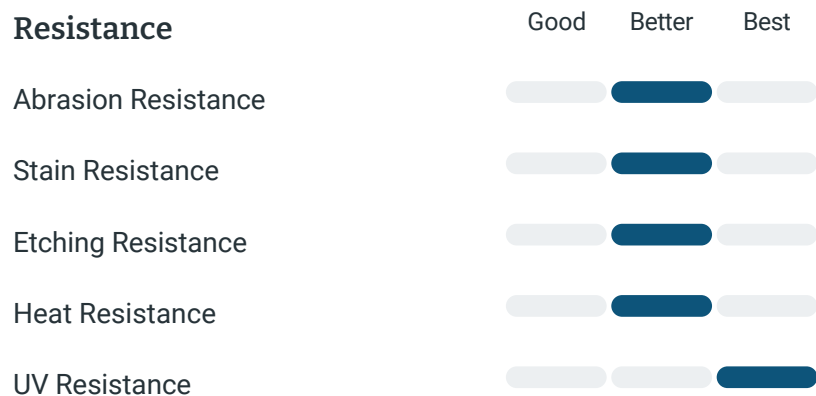 Resistance Good Better Best
Abrasion Resistance
Stain Resistance
Etching Resistance
Heat Resistance
UV Resistance